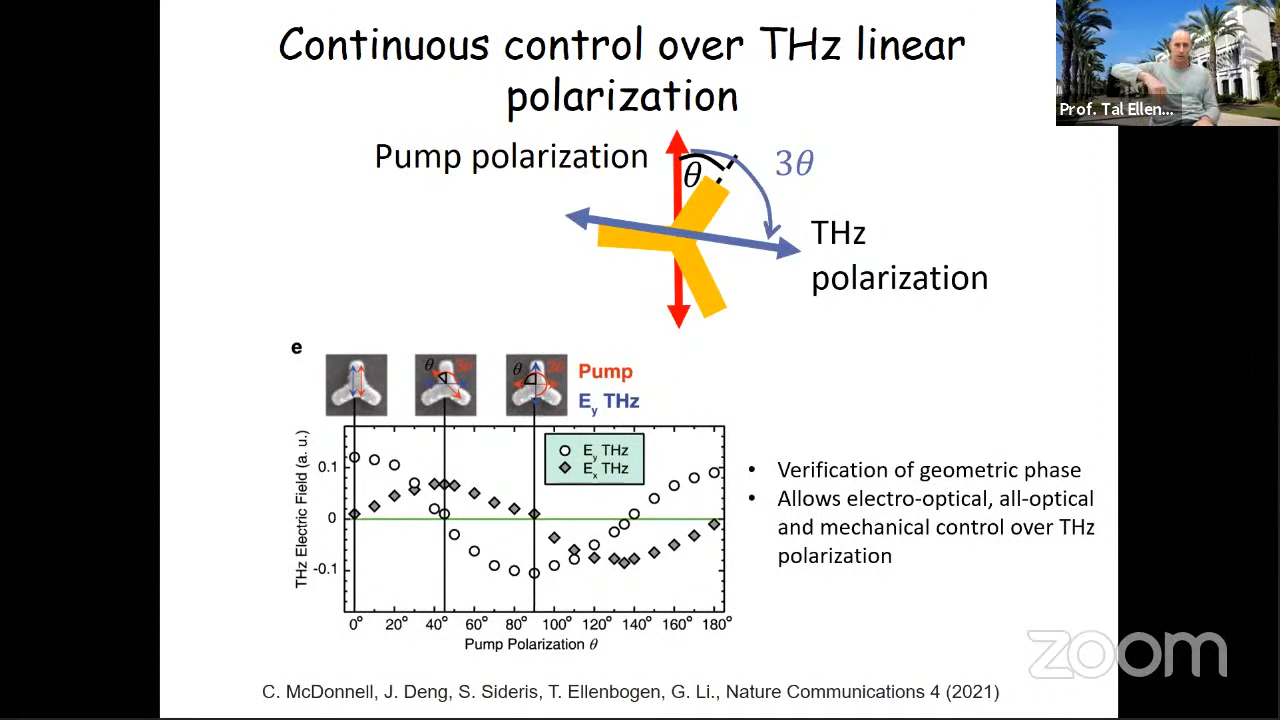 Continuous control over THz linear
polarization
Prof. Tal Ellen...
Pump polarization
θ
3θ
THz
polarization
e
θ
3θ
θ
3θ
Pump
Ey THz
Ey THz
Ex THz
THz Electric Field (a. u.)
0.1
0
-0.1
0° 20° 40° 60° 80° 100° 120° 140° 160° 180°
Pump Polarization θ
• Verification of geometric phase
• Allows electro-optical, all-optical
and mechanical control over THz
polarization
zoom
C. McDonnell, J. Deng, S. Sideris, T. Ellenbogen, G. Li., Nature Communications 4 (2021)